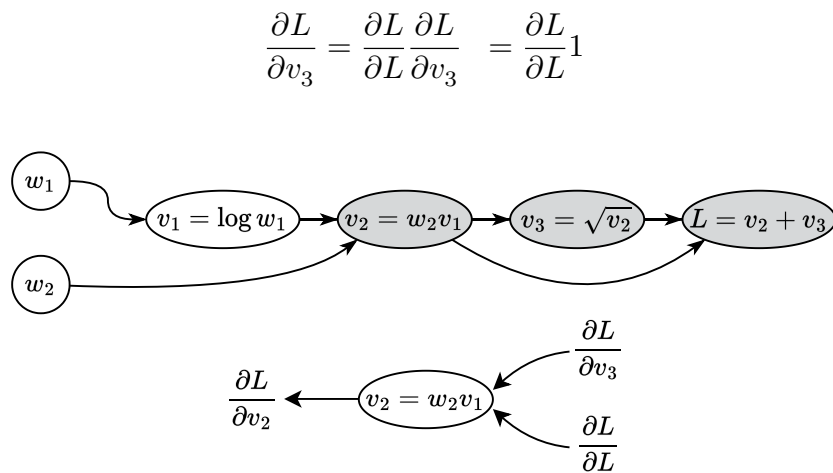 ∂L/∂v₃ = ∂L/∂L ∂L/∂v₃ = ∂L/∂L 1
w₁
v₁ = log w₁
v₂ = w₂v₁
v₃ = √v₂
L = v₂ + v₃
w₂
∂L/∂v₃
∂L/∂v₂
v₂ = w₂v₁
∂L/∂L